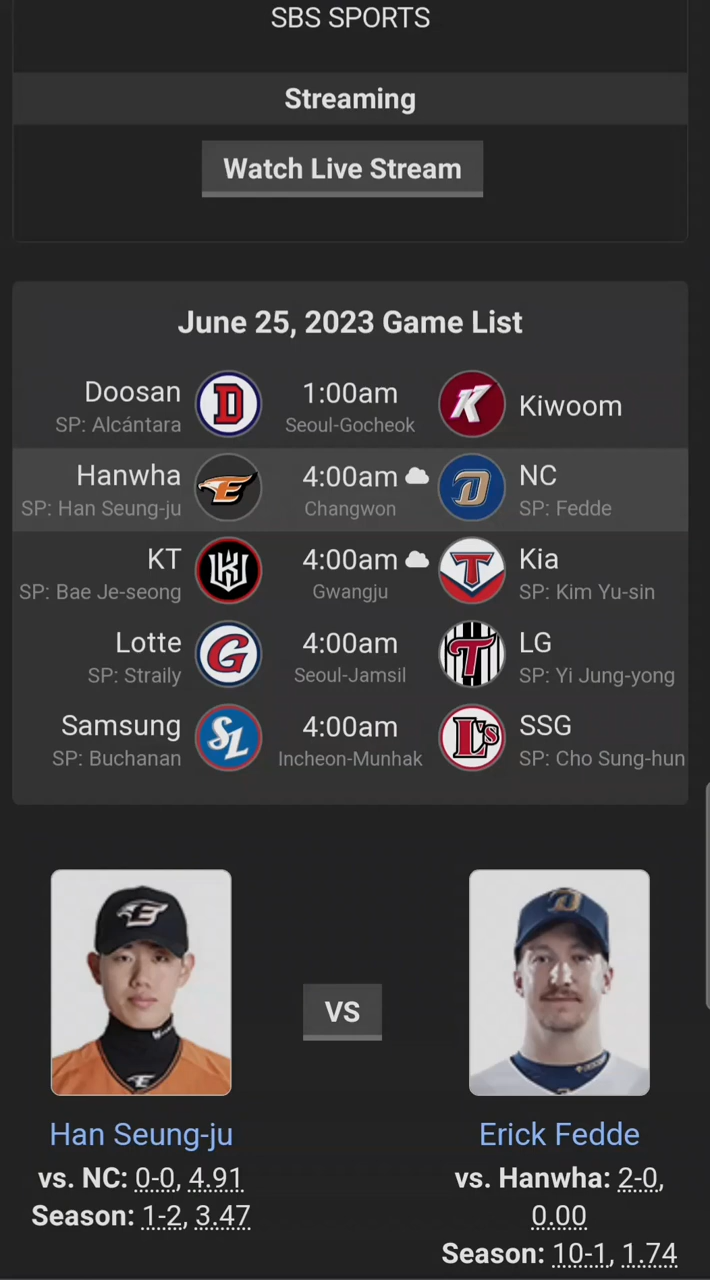 SBS SPORTS
Streaming
Watch Live Stream
June 25, 2023 Game List
Doosan 1:00am Kiwoom
SP: Alcántara Seoul-Gocheok
Hanwha 4:00am NC
SP: Han Seung-ju Changwon SP: Fedde
KT 4:00am Kia
SP: Bae Je-seong Gwangju SP: Kim Yu-sin
Lotte 4:00am LG
SP: Straily Seoul-Jamsil SP: Yi Jung-yong
Samsung 4:00am SSG
SP: Buchanan Incheon-Munhak SP: Cho Sung-hun
VS
Han Seung-ju
vs. NC: 0-0, 4.91
Season: 1-2, 3.47
Erick Fedde
vs. Hanwha: 2-0,
0.00
Season: 10-1, 1.74